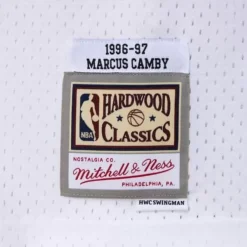 1996-97
MARCUS CAMBY
NBA
HARDWOOD
CLASSICS
NOSTALGIA CO.
Mitchell & Ness
PHILADELPHIA, PA.
HWC SWINGMAN